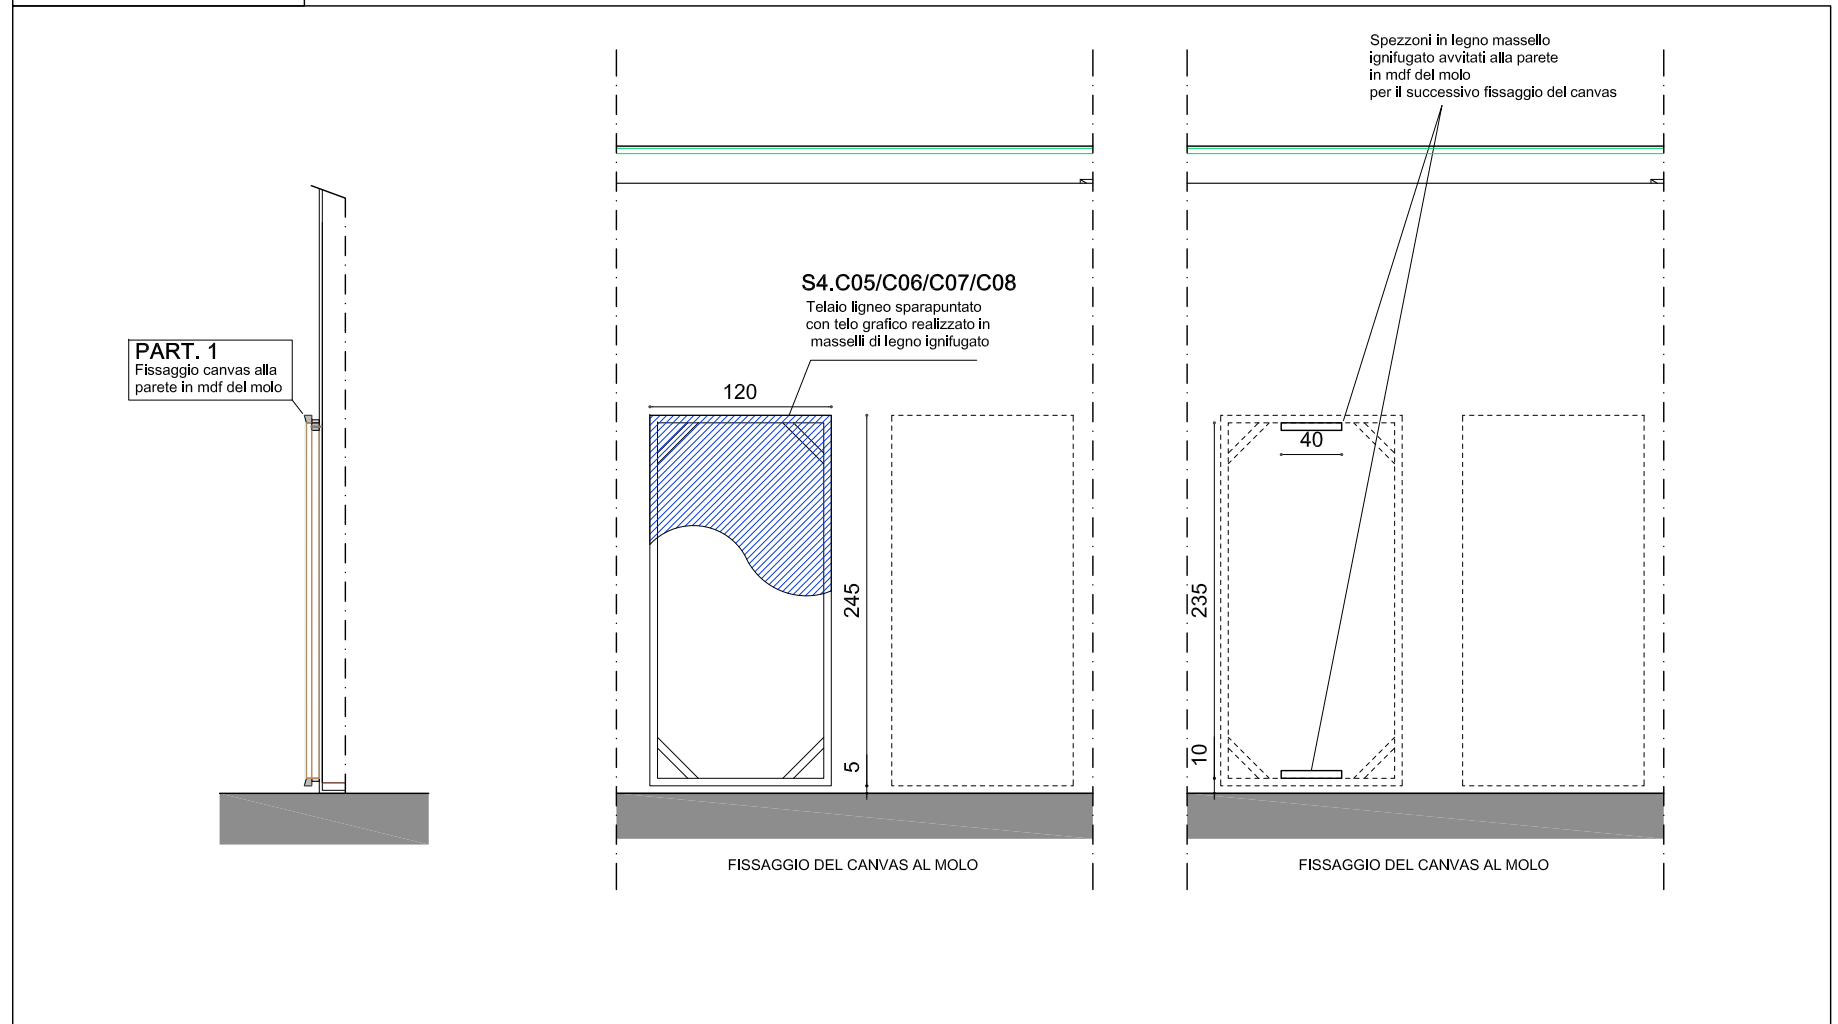 PART. 1
Fissaggio canvas alla
parete in mdf del molo
S4.C05/C06/C07/C08
Telaio ligneo sparapuntato
con telo grafico realizzato in
masselli di legno ignifugato
120
245
5
FISSAGGIO DEL CANVAS AL MOLO
Spezzoni in legno massello
ignifugato avvitati alla parete
in mdf del molo
per il successivo fissaggio del canvas
40
235
10
FISSAGGIO DEL CANVAS AL MOLO